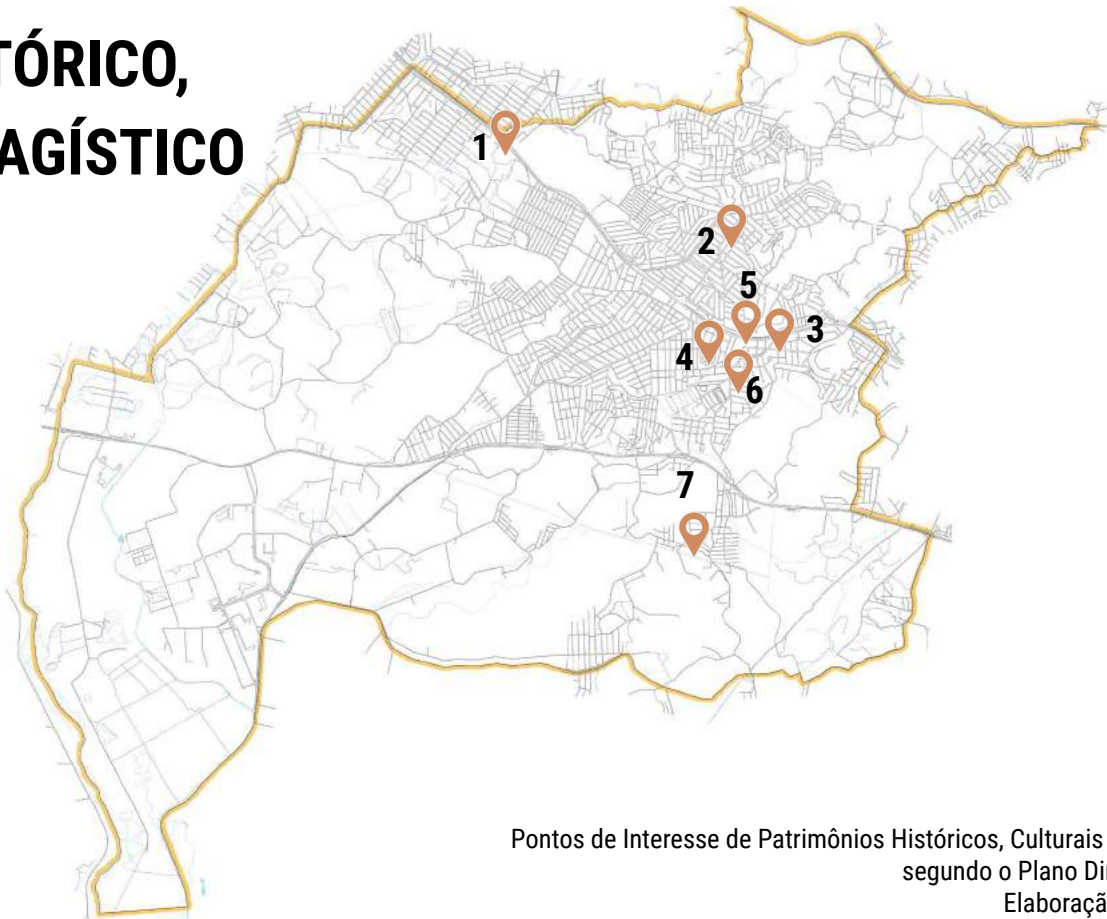 TÓRICO,
AGÍSTICO
1
2
5
3
4
6
7
Pontos de Interesse de Patrimônios Históricos, Culturais
segundo o Plano Di
Elaboraçã